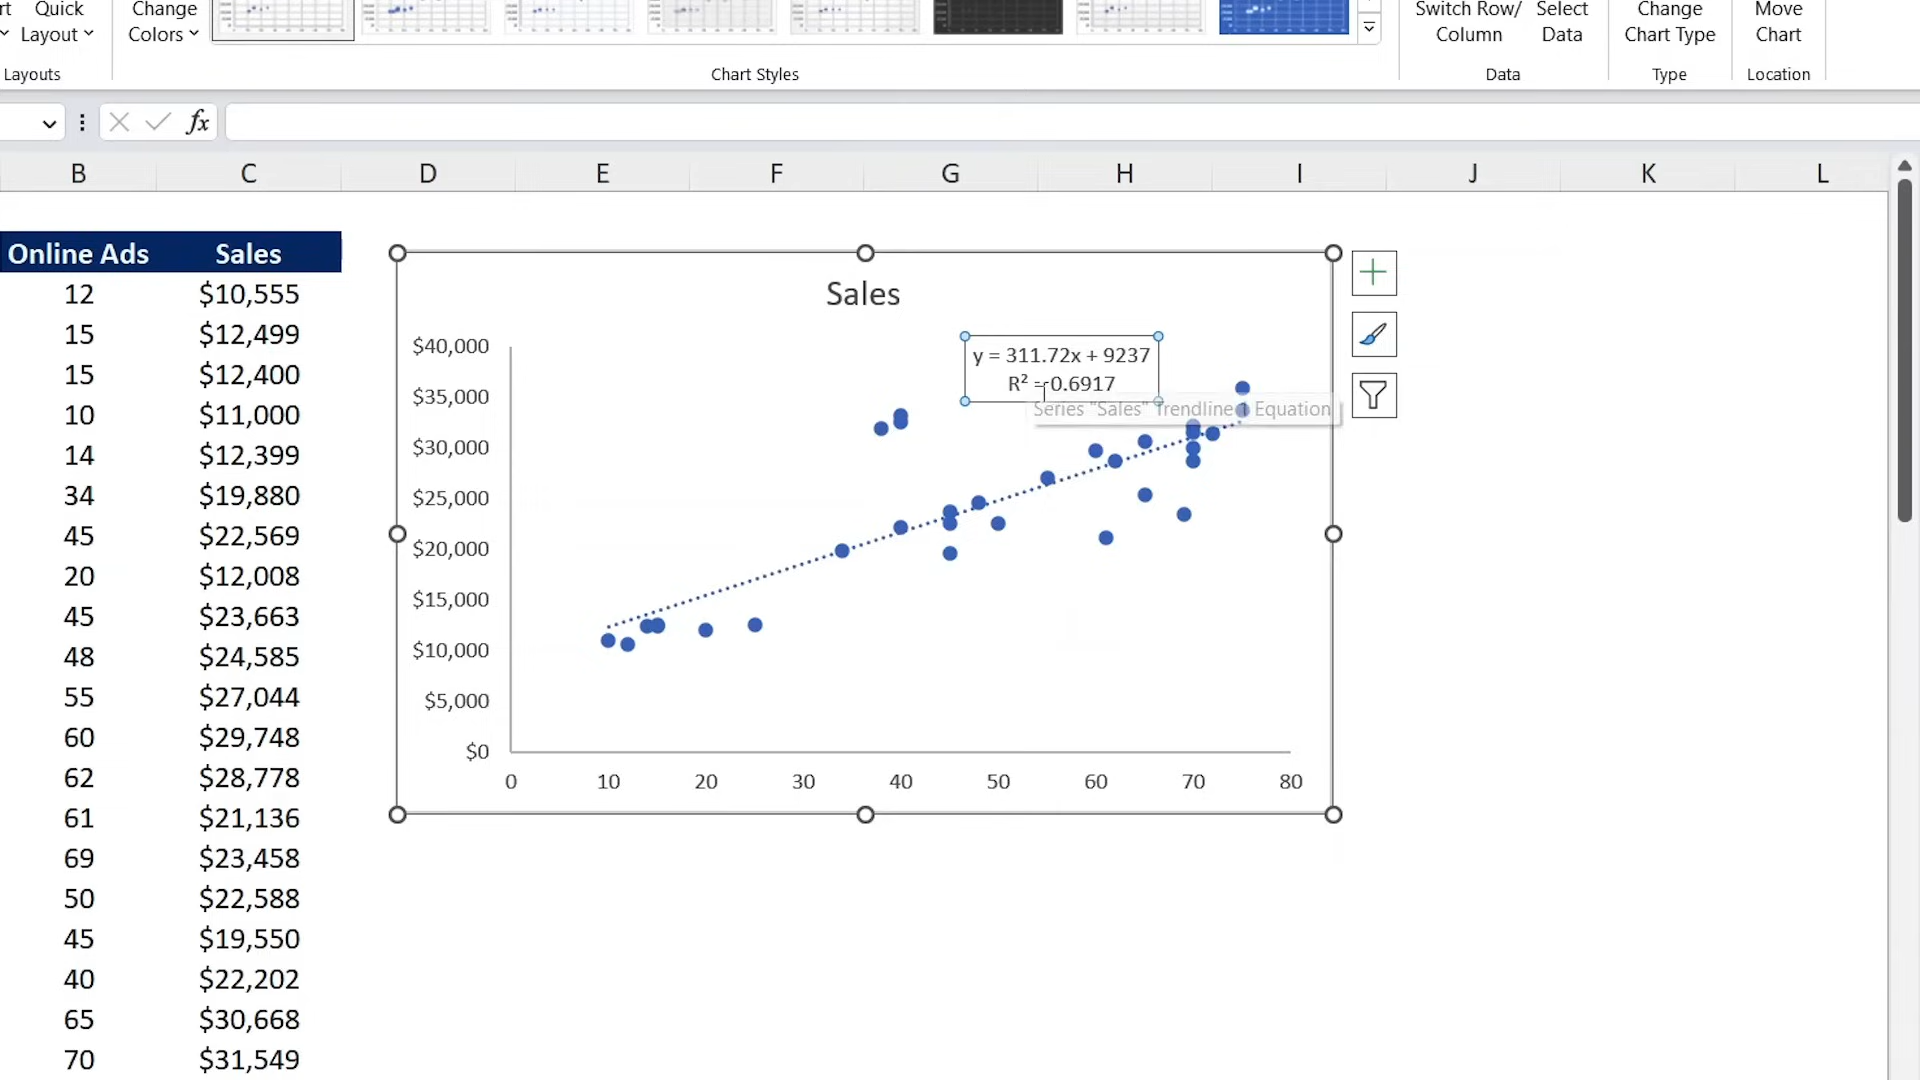 rt Quick Change Switch Row/ Select Change Move
Layout Colors Column Data Chart Type Chart
Layouts Chart Styles Data Type Location
fx
B C D E F G H I J K L
Online Ads Sales
12 $10,555
15 $12,499
15 $12,400
10 $11,000
14 $12,399
34 $19,880
45 $22,569
20 $12,008
45 $23,663
48 $24,585
55 $27,044
60 $29,748
62 $28,778
61 $21,136
69 $23,458
50 $22,588
45 $19,550
40 $22,202
65 $30,668
70 $31,549
Sales
y = 311.72x + 9237
R² = 0.6917
Series "Sales" Trendline 1 Equation
$40,000
$35,000
$30,000
$25,000
$20,000
$15,000
$10,000
$5,000
$0
0 10 20 30 40 50 60 70 80